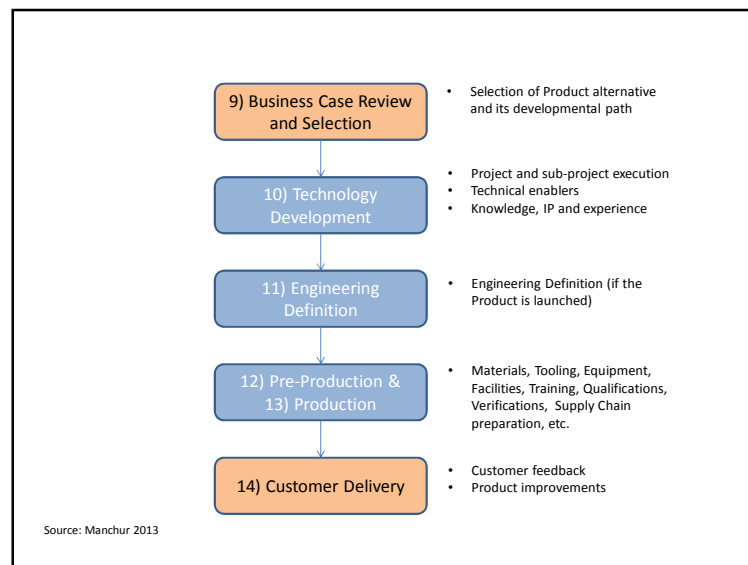 9) Business Case Review
and Selection
• Selection of Product alternative
and its developmental path
10) Technology
Development
• Project and sub-project execution
• Technical enablers
• Knowledge, IP and experience
11) Engineering
Definition
• Engineering Definition (if the
Product is launched)
12) Pre-Production &
13) Production
• Materials, Tooling, Equipment,
Facilities, Training, Qualifications,
Verifications, Supply Chain
preparation, etc.
14) Customer Delivery
• Customer feedback
• Product improvements
Source: Manchur 2013